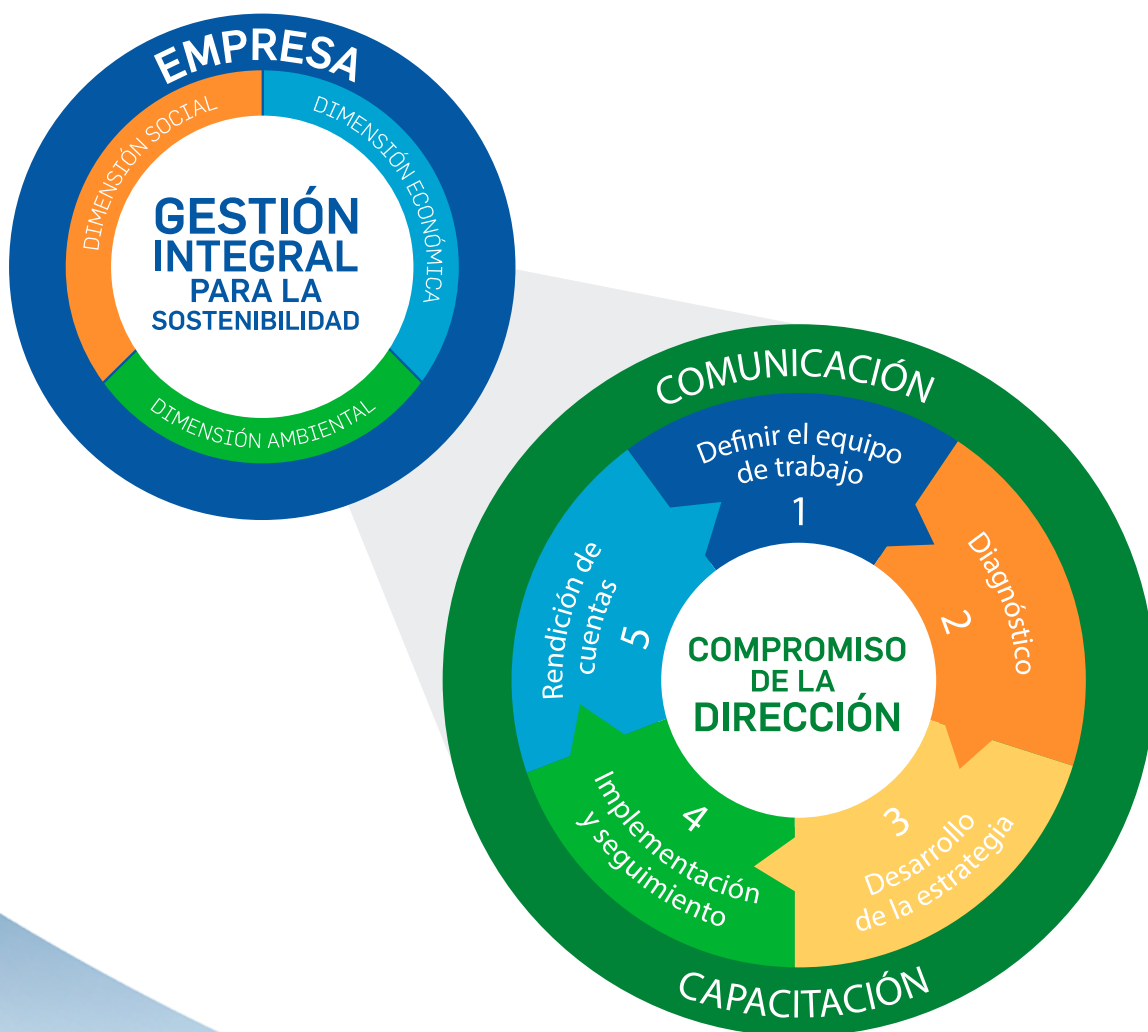 EMPRESA
DIMENSIÓN SOCIAL
DIMENSIÓN ECONÓMICA
DIMENSIÓN AMBIENTAL
GESTIÓN
INTEGRAL
PARA LA
SOSTENIBILIDAD
COMUNICACIÓN
Definir el equipo
de trabajo
1
Diagnóstico
2
3
Desarrollo
de la estrategia
4
Implementación
y seguimiento
Rendición de
cuentas
5
COMPROMISO
DE LA
DIRECCIÓN
CAPACITACIÓN